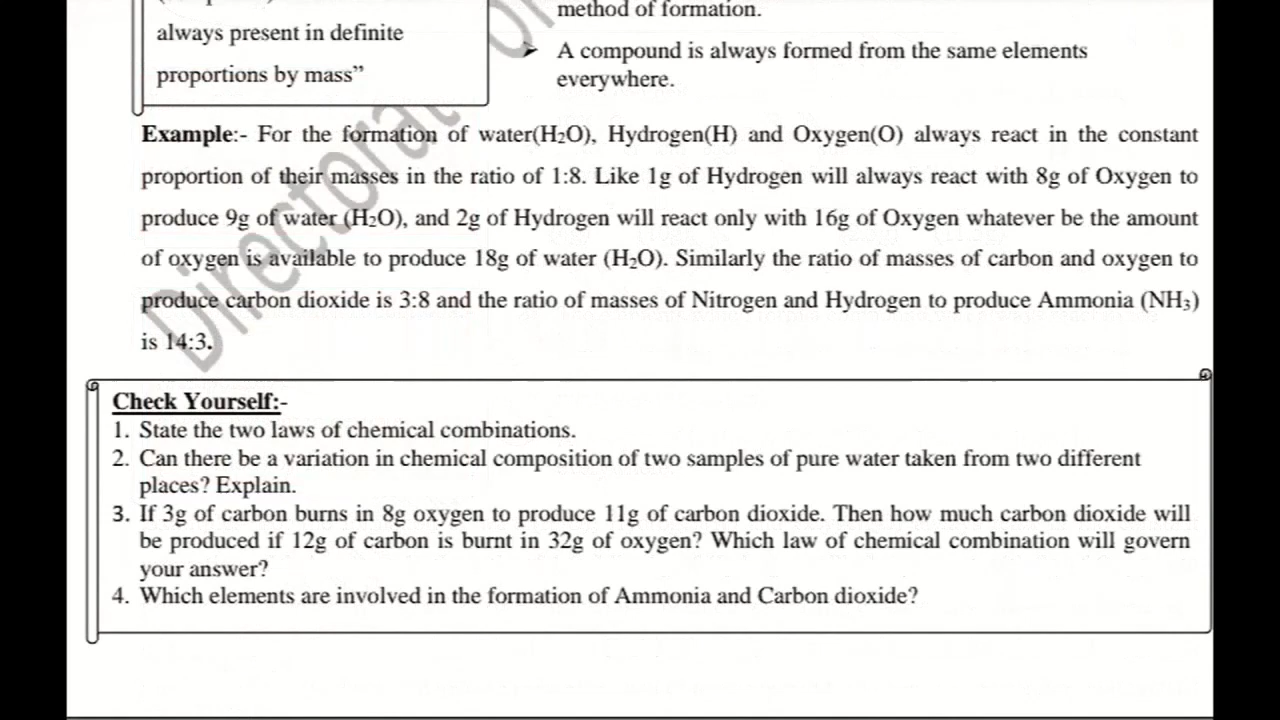 always present in definite
proportions by mass”
method of formation.
➢ A compound is always formed from the same elements
everywhere.
Example:- For the formation of water(H₂O), Hydrogen(H) and Oxygen(O) always react in the constant
proportion of their masses in the ratio of 1:8. Like 1g of Hydrogen will always react with 8g of Oxygen to
produce 9g of water (H₂O), and 2g of Hydrogen will react only with 16g of Oxygen whatever be the amount
of oxygen is available to produce 18g of water (H₂O). Similarly the ratio of masses of carbon and oxygen to
produce carbon dioxide is 3:8 and the ratio of masses of Nitrogen and Hydrogen to produce Ammonia (NH₃)
is 14:3.
Check Yourself:-
1. State the two laws of chemical combinations.
2. Can there be a variation in chemical composition of two samples of pure water taken from two different
places? Explain.
3. If 3g of carbon burns in 8g oxygen to produce 11g of carbon dioxide. Then how much carbon dioxide will
be produced if 12g of carbon is burnt in 32g of oxygen? Which law of chemical combination will govern
your answer?
4. Which elements are involved in the formation of Ammonia and Carbon dioxide?